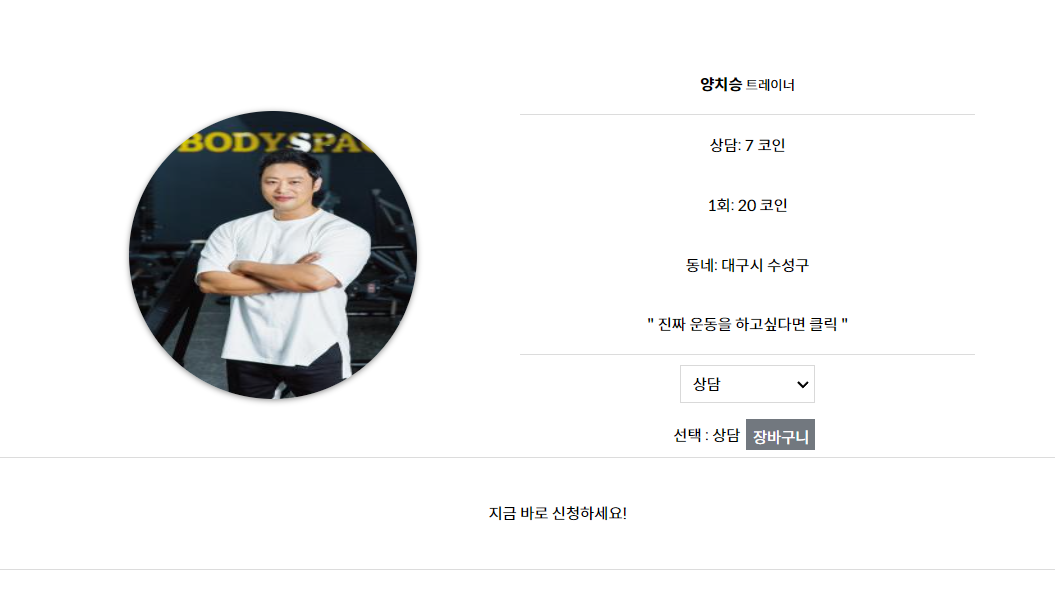 양치승 트레이너
BODYSPA
상담: 7 코인
1회: 20 코인
동네: 대구시 수성구
" 진짜 운동을 하고싶다면 클릭 "
상담
선택 : 상담 장바구니
지금 바로 신청하세요!